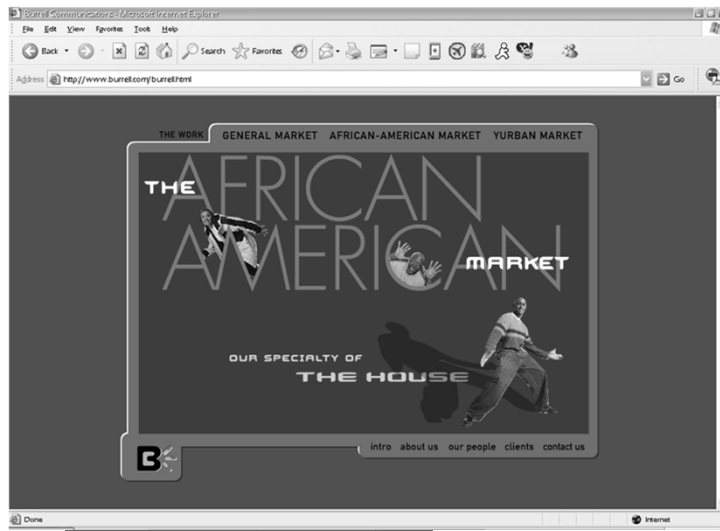 Burrell Communications - Microsoft Internet Explorer
File Edit View Favorites Tools Help
Back Search Favorites
Address http://www.burrell.com/burrell.html Go
THE WORK GENERAL MARKET AFRICAN-AMERICAN MARKET YURBAN MARKET
THE AFRICAN
AMERICAN MARKET
OUR SPECIALTY OF
THE HOUSE
B
intro about us our people clients contact us
Done Internet